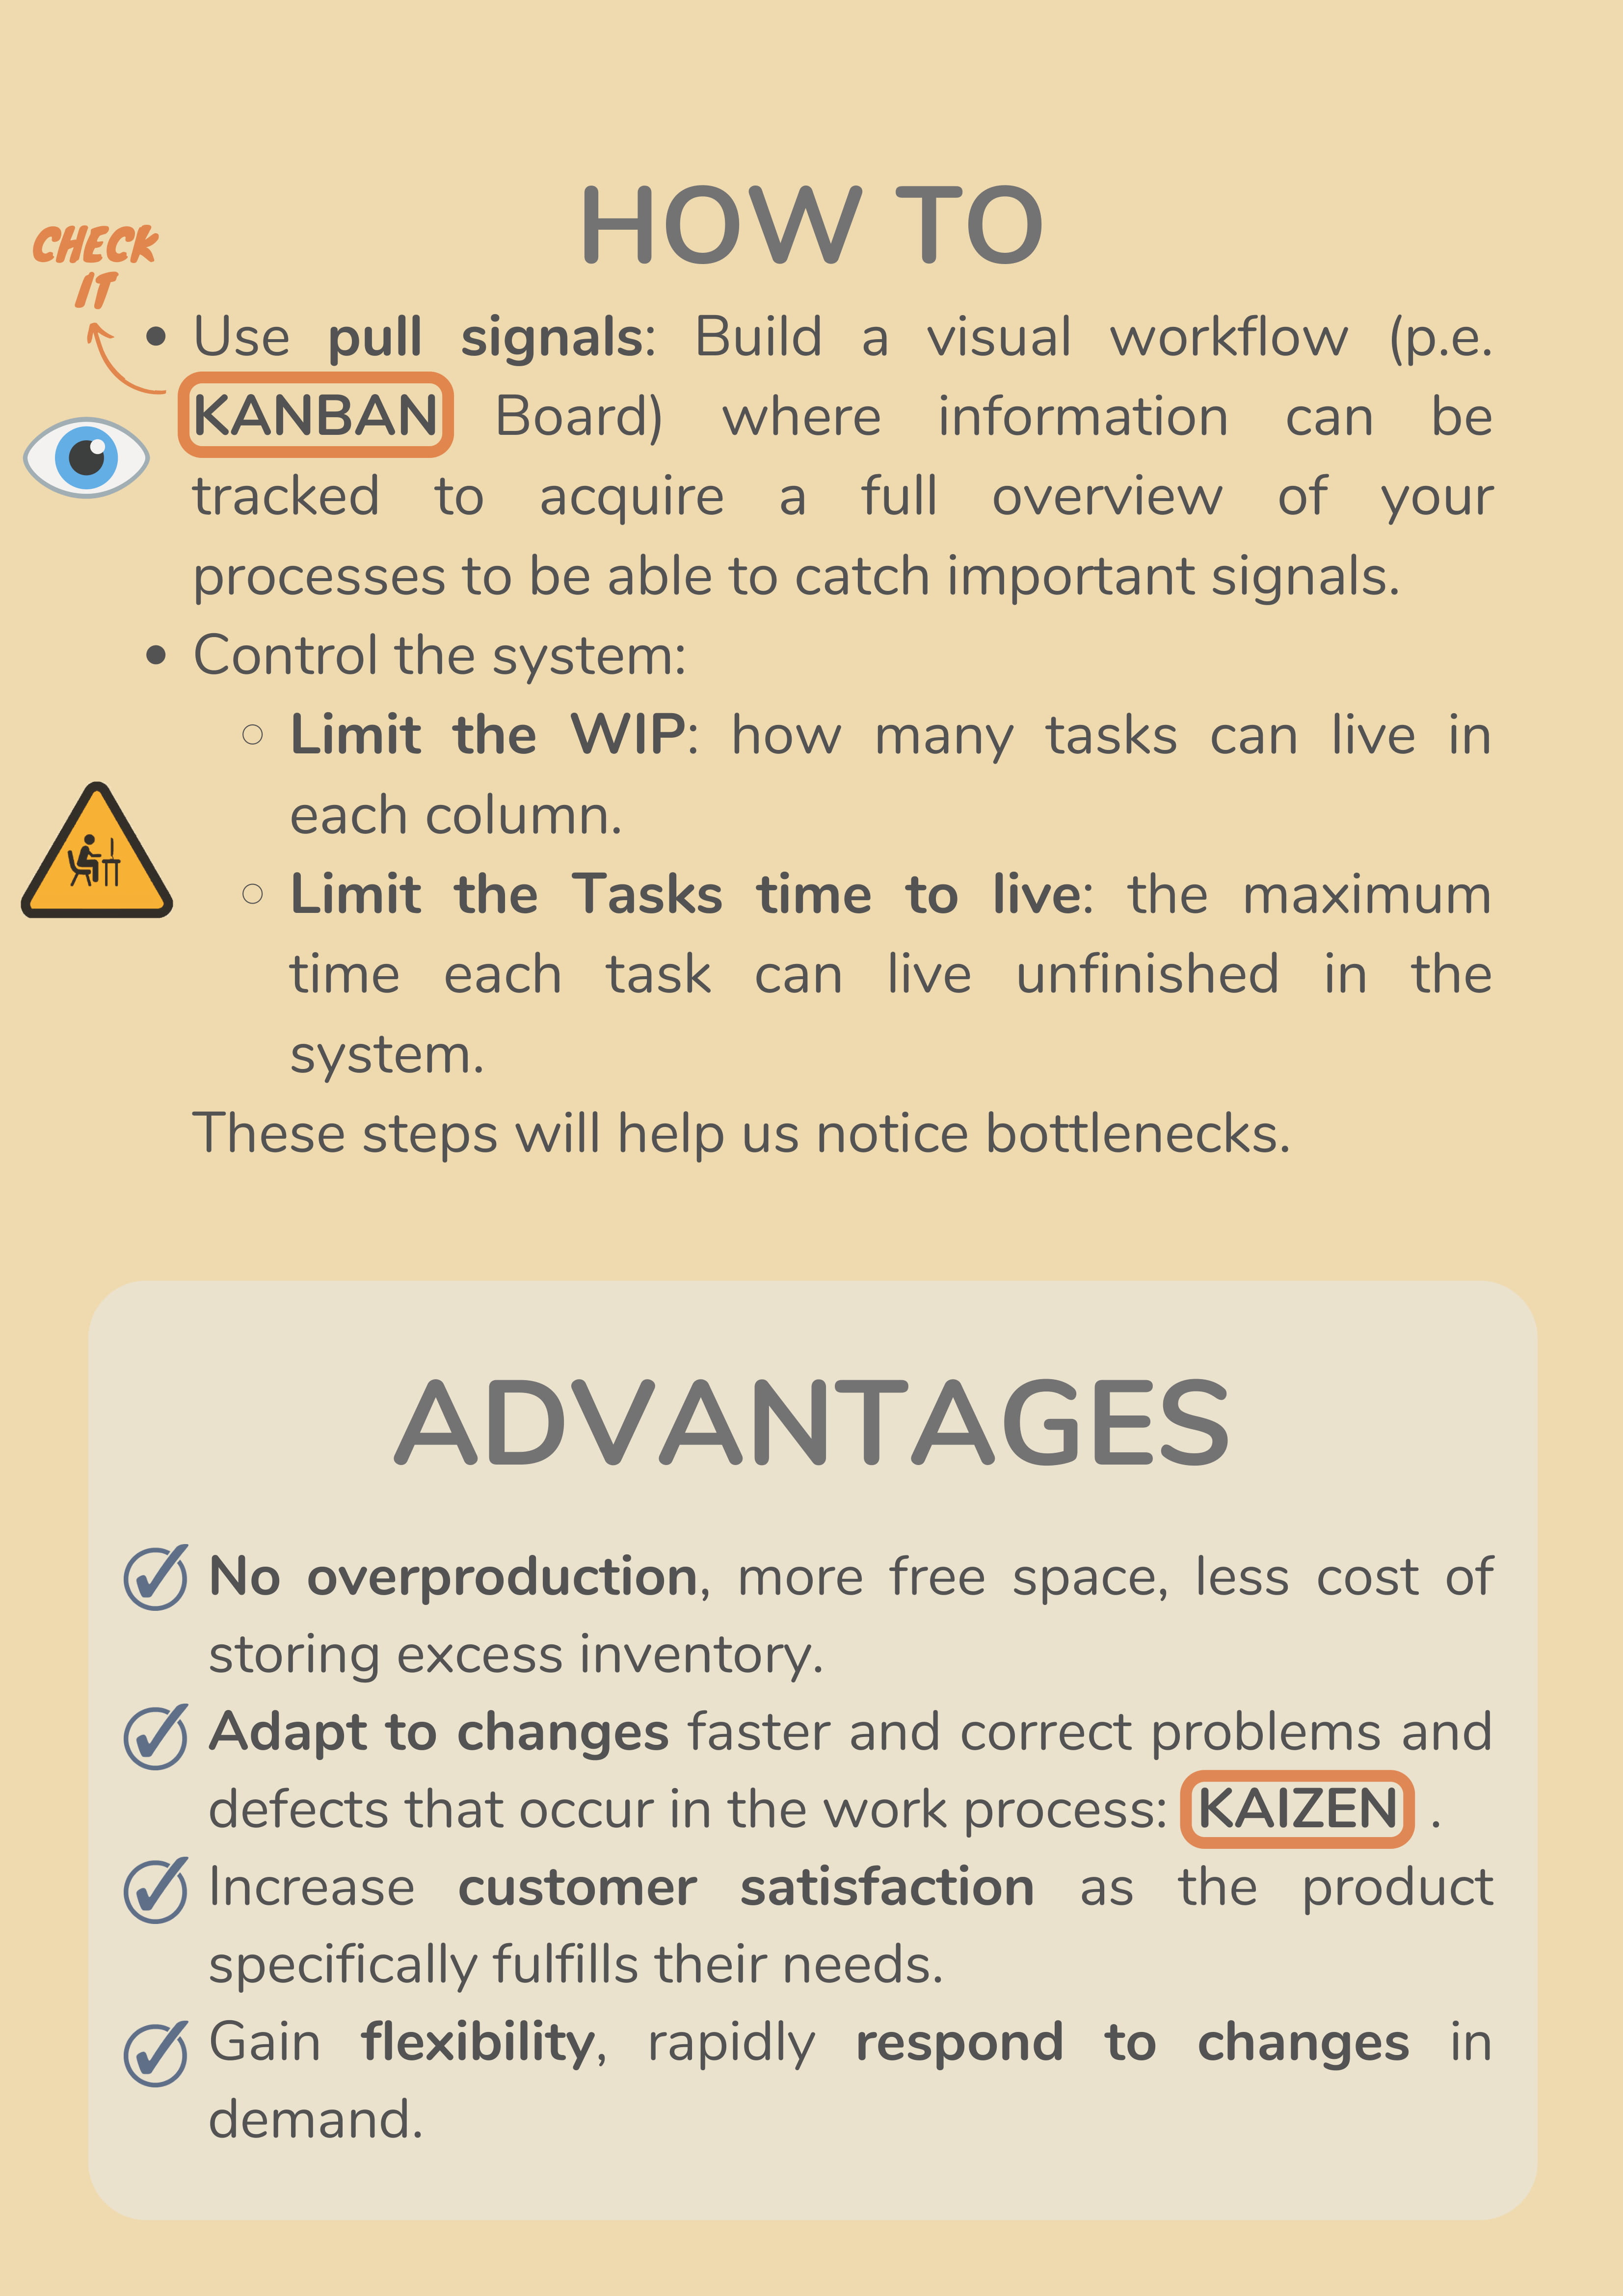 HOW TO
CHECK
IT
• Use pull signals: Build a visual workflow (p.e.
KANBAN Board) where information can be
tracked to acquire a full overview of your
processes to be able to catch important signals.
• Control the system:
○ Limit the WIP: how many tasks can live in
each column.
○ Limit the Tasks time to live: the maximum
time each task can live unfinished in the
system.
These steps will help us notice bottlenecks.
ADVANTAGES
No overproduction, more free space, less cost of
storing excess inventory.
Adapt to changes faster and correct problems and
defects that occur in the work process: KAIZEN .
Increase customer satisfaction as the product
specifically fulfills their needs.
Gain flexibility, rapidly respond to changes in
demand.